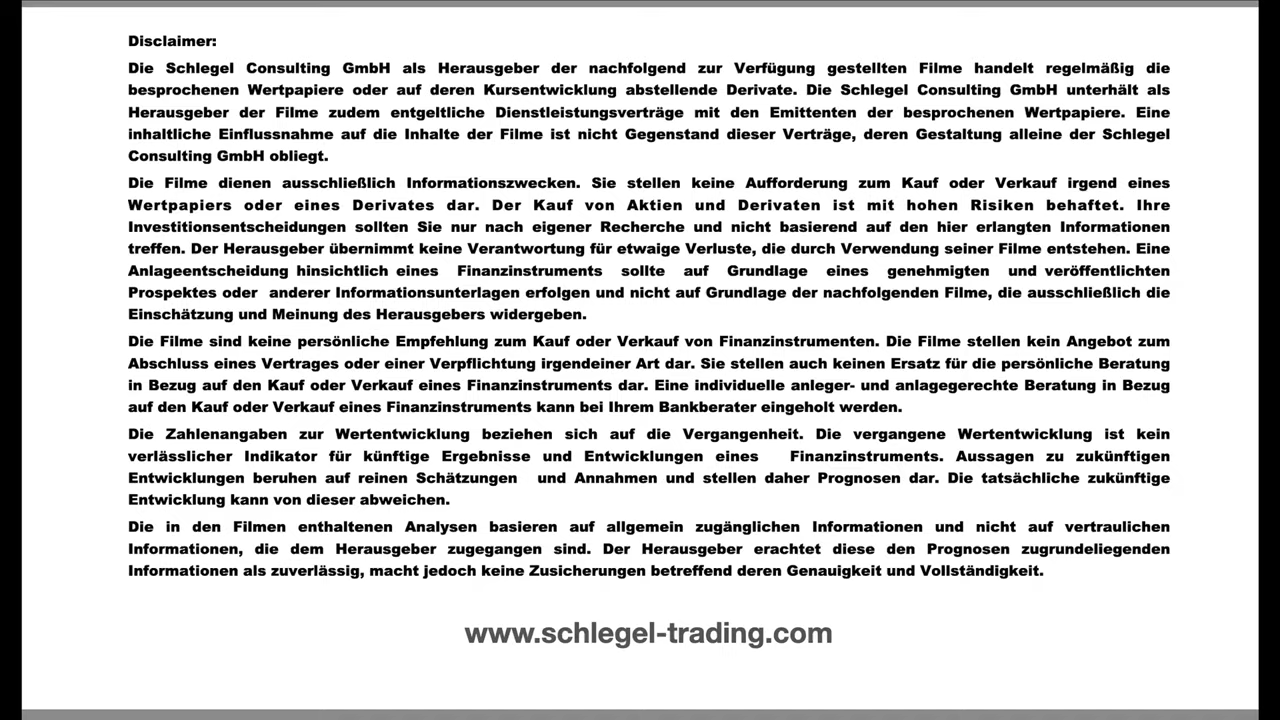 Disclaimer:
Die Schlegel Consulting GmbH als Herausgeber der nachfolgend zur Verfügung gestellten Filme handelt regelmäßig die
besprochenen Wertpapiere oder auf deren Kursentwicklung abstellende Derivate. Die Schlegel Consulting GmbH unterhält als
Herausgeber der Filme zudem entgeltliche Dienstleistungsverträge mit den Emittenten der besprochenen Wertpapiere. Eine
inhaltliche Einflussnahme auf die Inhalte der Filme ist nicht Gegenstand dieser Verträge, deren Gestaltung alleine der Schlegel
Consulting GmbH obliegt.
Die Filme dienen ausschließlich Informationszwecken. Sie stellen keine Aufforderung zum Kauf oder Verkauf irgend eines
Wertpapiers oder eines Derivates dar. Der Kauf von Aktien und Derivaten ist mit hohen Risiken behaftet. Ihre
Investitionsentscheidungen sollten Sie nur nach eigener Recherche und nicht basierend auf den hier erlangten Informationen
treffen. Der Herausgeber übernimmt keine Verantwortung für etwaige Verluste, die durch Verwendung seiner Filme entstehen. Eine
Anlageentscheidung hinsichtlich eines Finanzinstruments sollte auf Grundlage eines genehmigten und veröffentlichten
Prospektes oder anderer Informationsunterlagen erfolgen und nicht auf Grundlage der nachfolgenden Filme, die ausschließlich die
Einschätzung und Meinung des Herausgebers widergeben.
Die Filme sind keine persönliche Empfehlung zum Kauf oder Verkauf von Finanzinstrumenten. Die Filme stellen kein Angebot zum
Abschluss eines Vertrages oder einer Verpflichtung irgendeiner Art dar. Sie stellen auch keinen Ersatz für die persönliche Beratung
in Bezug auf den Kauf oder Verkauf eines Finanzinstruments dar. Eine individuelle anleger- und anlagegerechte Beratung in Bezug
auf den Kauf oder Verkauf eines Finanzinstruments kann bei Ihrem Bankberater eingeholt werden.
Die Zahlenangaben zur Wertentwicklung beziehen sich auf die Vergangenheit. Die vergangene Wertentwicklung ist kein
verlässlicher Indikator für künftige Ergebnisse und Entwicklungen eines Finanzinstruments. Aussagen zu zukünftigen
Entwicklungen beruhen auf reinen Schätzungen und Annahmen und stellen daher Prognosen dar. Die tatsächliche zukünftige
Entwicklung kann von dieser abweichen.
Die in den Filmen enthaltenen Analysen basieren auf allgemein zugänglichen Informationen und nicht auf vertraulichen
Informationen, die dem Herausgeber zugegangen sind. Der Herausgeber erachtet diese den Prognosen zugrundeliegenden
Informationen als zuverlässig, macht jedoch keine Zusicherungen betreffend deren Genauigkeit und Vollständigkeit.
www.schlegel-trading.com